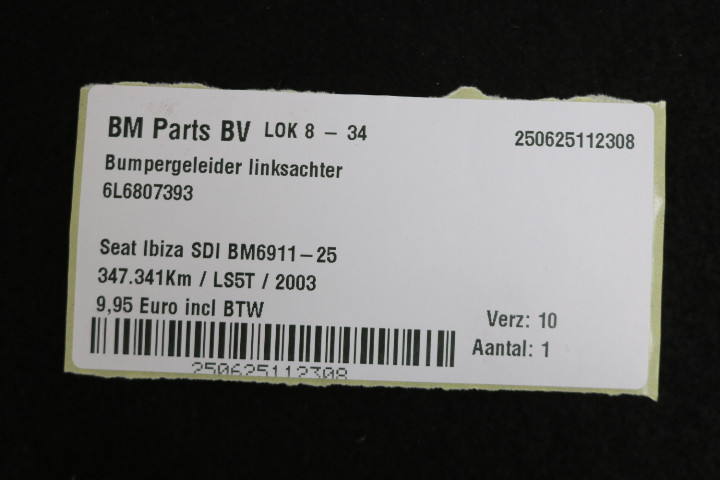 BM Parts BV LOK 8 - 34
250625112308
Bumpergeleider linksachter
6L6807393
Seat Ibiza SDI BM6911-25
347.341Km / LS5T / 2003
9,95 Euro incl BTW
Verz: 10
Aantal: 1
250625112308